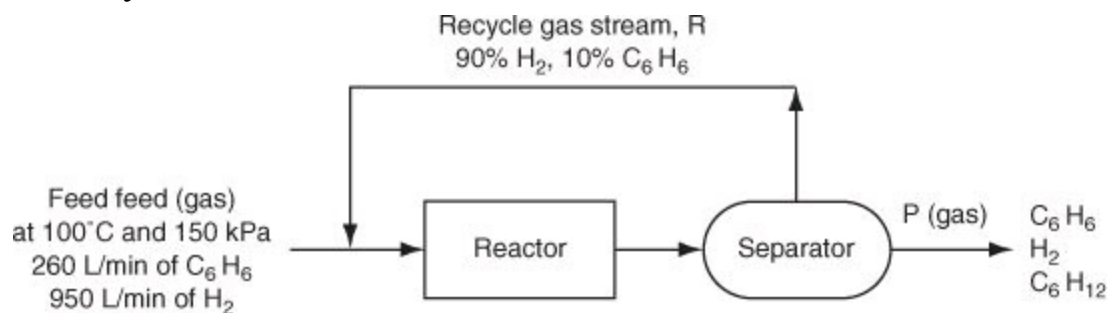 Recycle gas stream, R
90% H₂, 10% C₆H₆
Feed feed (gas)
at 100˚C and 150 kPa
260 L/min of C₆H₆
950 L/min of H₂
Reactor
Separator
P (gas)
C₆H₆
H₂
C₆H₁₂